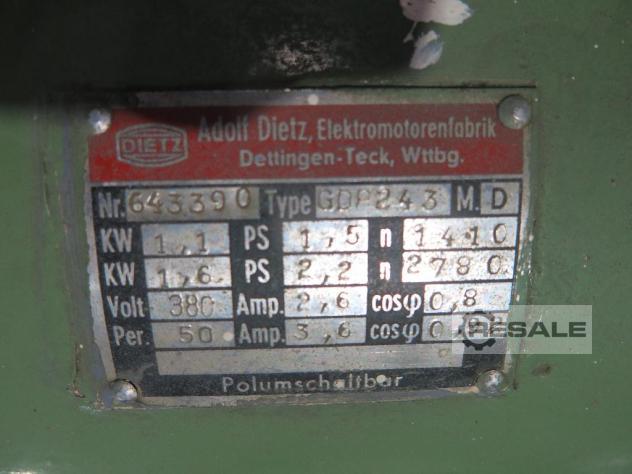 DIETZ Adolf Dietz, Elektromotorenfabrik
Dettingen-Teck, Wttbg.
Nr. 643390 Type M. D
KW 1,1 PS 1,5 n 1410
KW 1,6 PS 2,2 n 2780
Volt 380 Amp. 2,6 cosφ 0,8
Per. 50 Amp. 3,6 cosφ
RESALE
Polumschaltbar